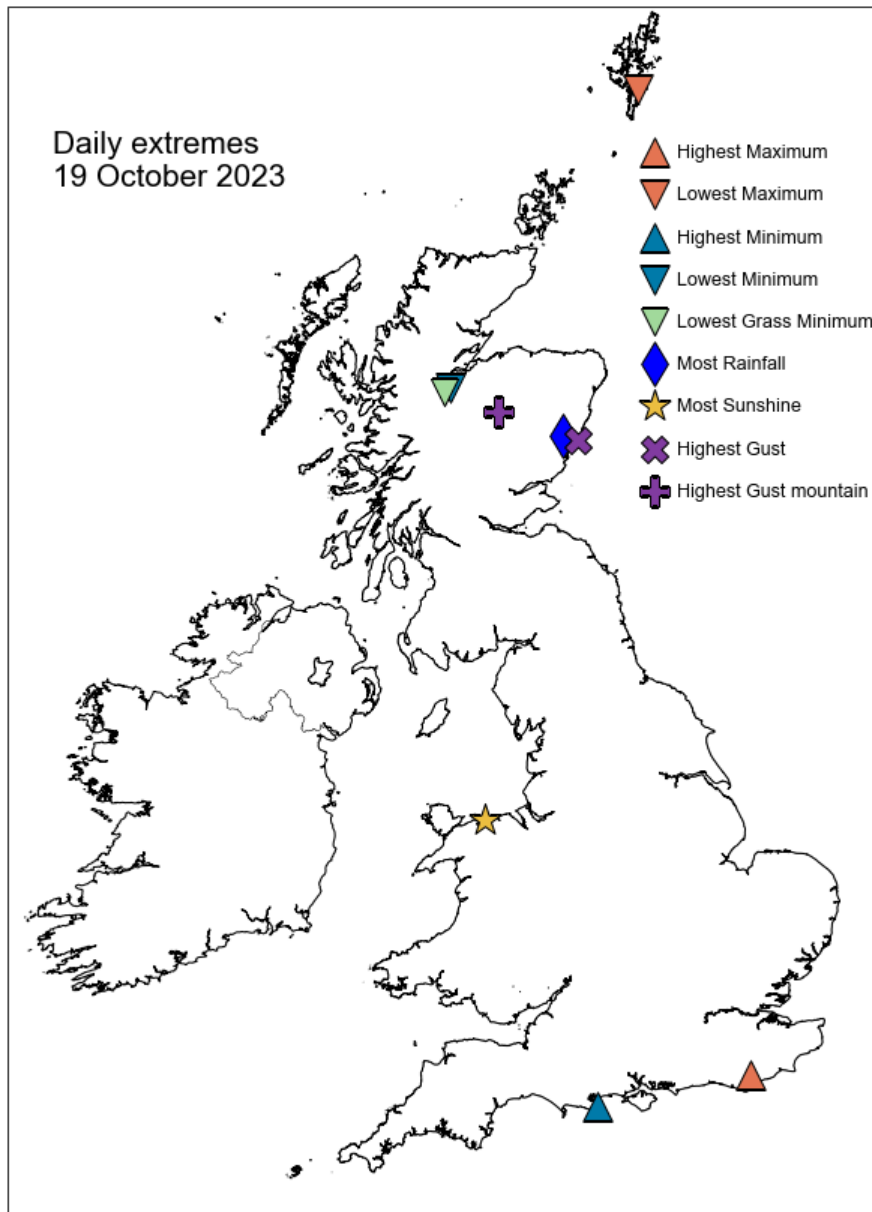 Daily extremes
19 October 2023
Highest Maximum
Lowest Maximum
Highest Minimum
Lowest Minimum
Lowest Grass Minimum
Most Rainfall
Most Sunshine
Highest Gust
Highest Gust mountain